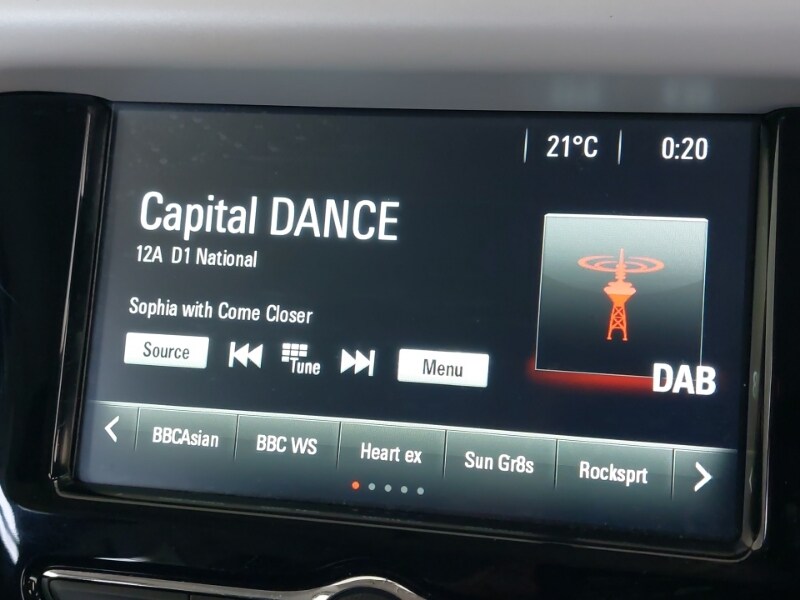 21°C 0:20
Capital DANCE
12A D1 National
Sophia with Come Closer
Source Tune Menu
DAB
BBCAsian BBC WS Heart ex Sun Gr8s Rocksprt